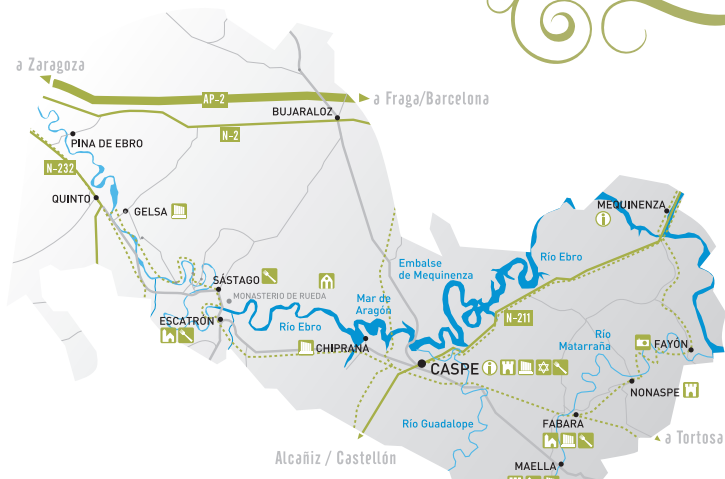 a Zaragoza
AP-2
a Fraga/Barcelona
BUJARALOZ
N-2
PINA DE EBRO
N-232
QUINTO
GELSA
MEQUINENZA
i
Embalse
de Mequinenza
Río Ebro
SÁSTAGO
MONASTERIO DE RUEDA
Mar de
Aragón
ESCATRÓN
Río Ebro
N-211
CHIPRANA
Río
Matarraña
FAYÓN
CASPE
i
NONASPE
Río Guadalope
FABARA
a Tortosa
Alcañiz / Castellón
MAELLA